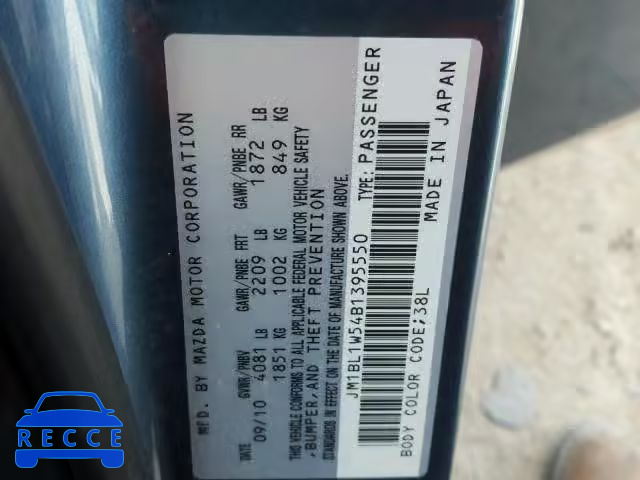 MFD. BY MAZDA MOTOR CORPORATION
DATE GVWR/PNBV GAWR/PNBE FRT GAWR/PNBE RR
09/10 4081 LB 2209 LB 1872 LB
1851 KG 1002 KG 849 KG
THIS VEHICLE CONFORMS TO ALL APPLICABLE FEDERAL MOTOR VEHICLE SAFETY
,BUMPER,AND THEFT PREVENTION
STANDARDS IN EFFECT ON THE DATE OF MANUFACTURE SHOWN ABOVE.
JM1BL1W54B1395550 TYPE: PASSENGER
BODY COLOR CODE;38L MADE IN JAPAN
RECCE